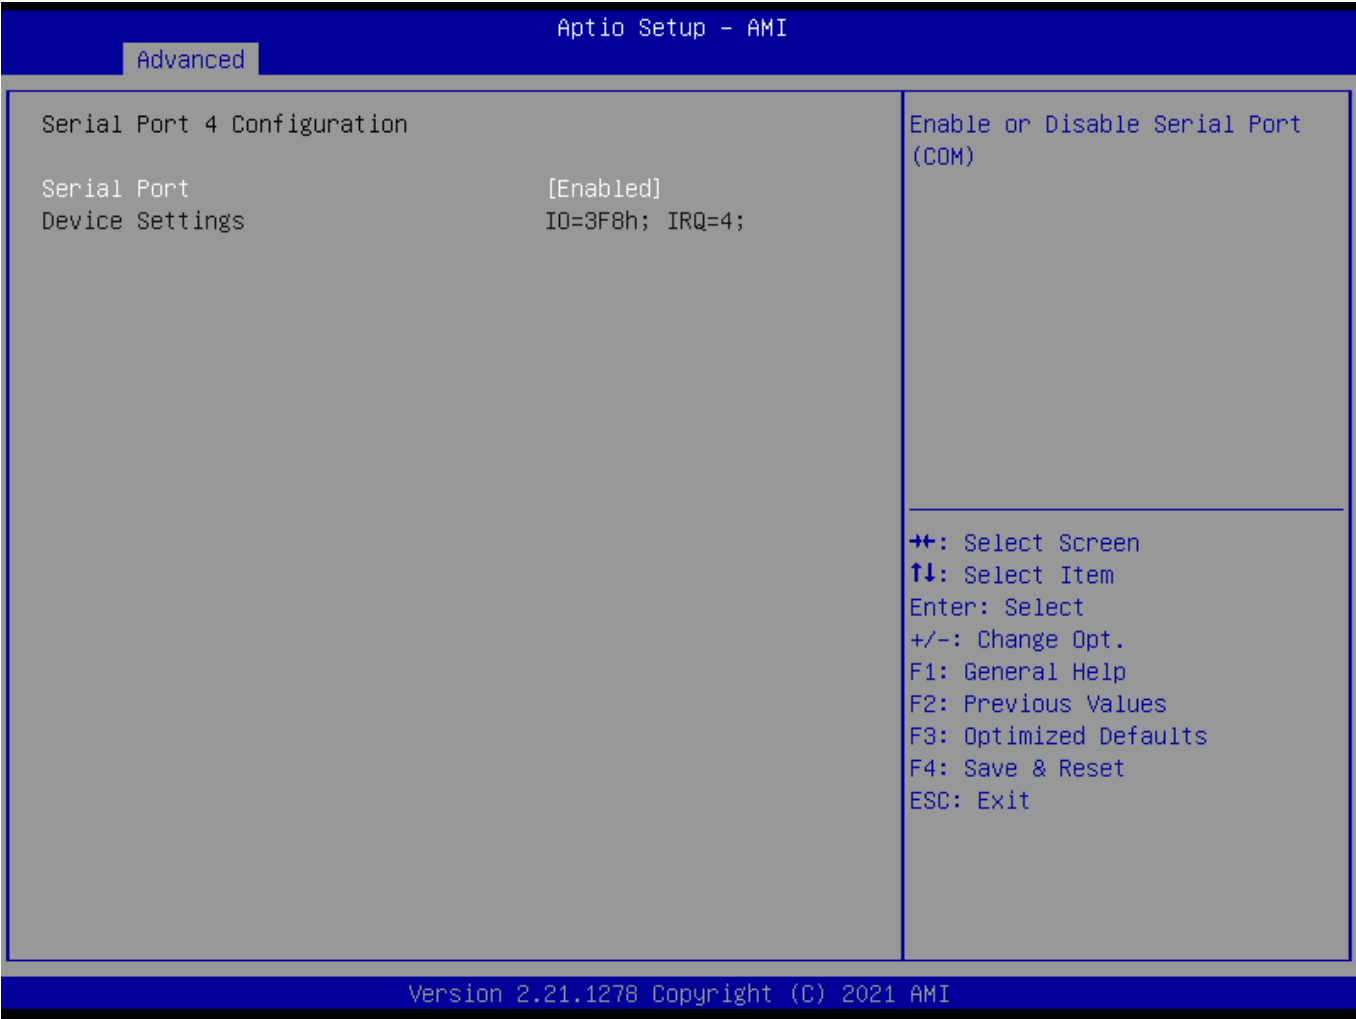 Aptio Setup – AMI
Advanced
Serial Port 4 Configuration
Serial Port [Enabled]
Device Settings IO=3F8h; IRQ=4;
Enable or Disable Serial Port
(COM)
→←: Select Screen
↑↓: Select Item
Enter: Select
+/-: Change Opt.
F1: General Help
F2: Previous Values
F3: Optimized Defaults
F4: Save & Reset
ESC: Exit
Version 2.21.1278 Copyright (C) 2021 AMI